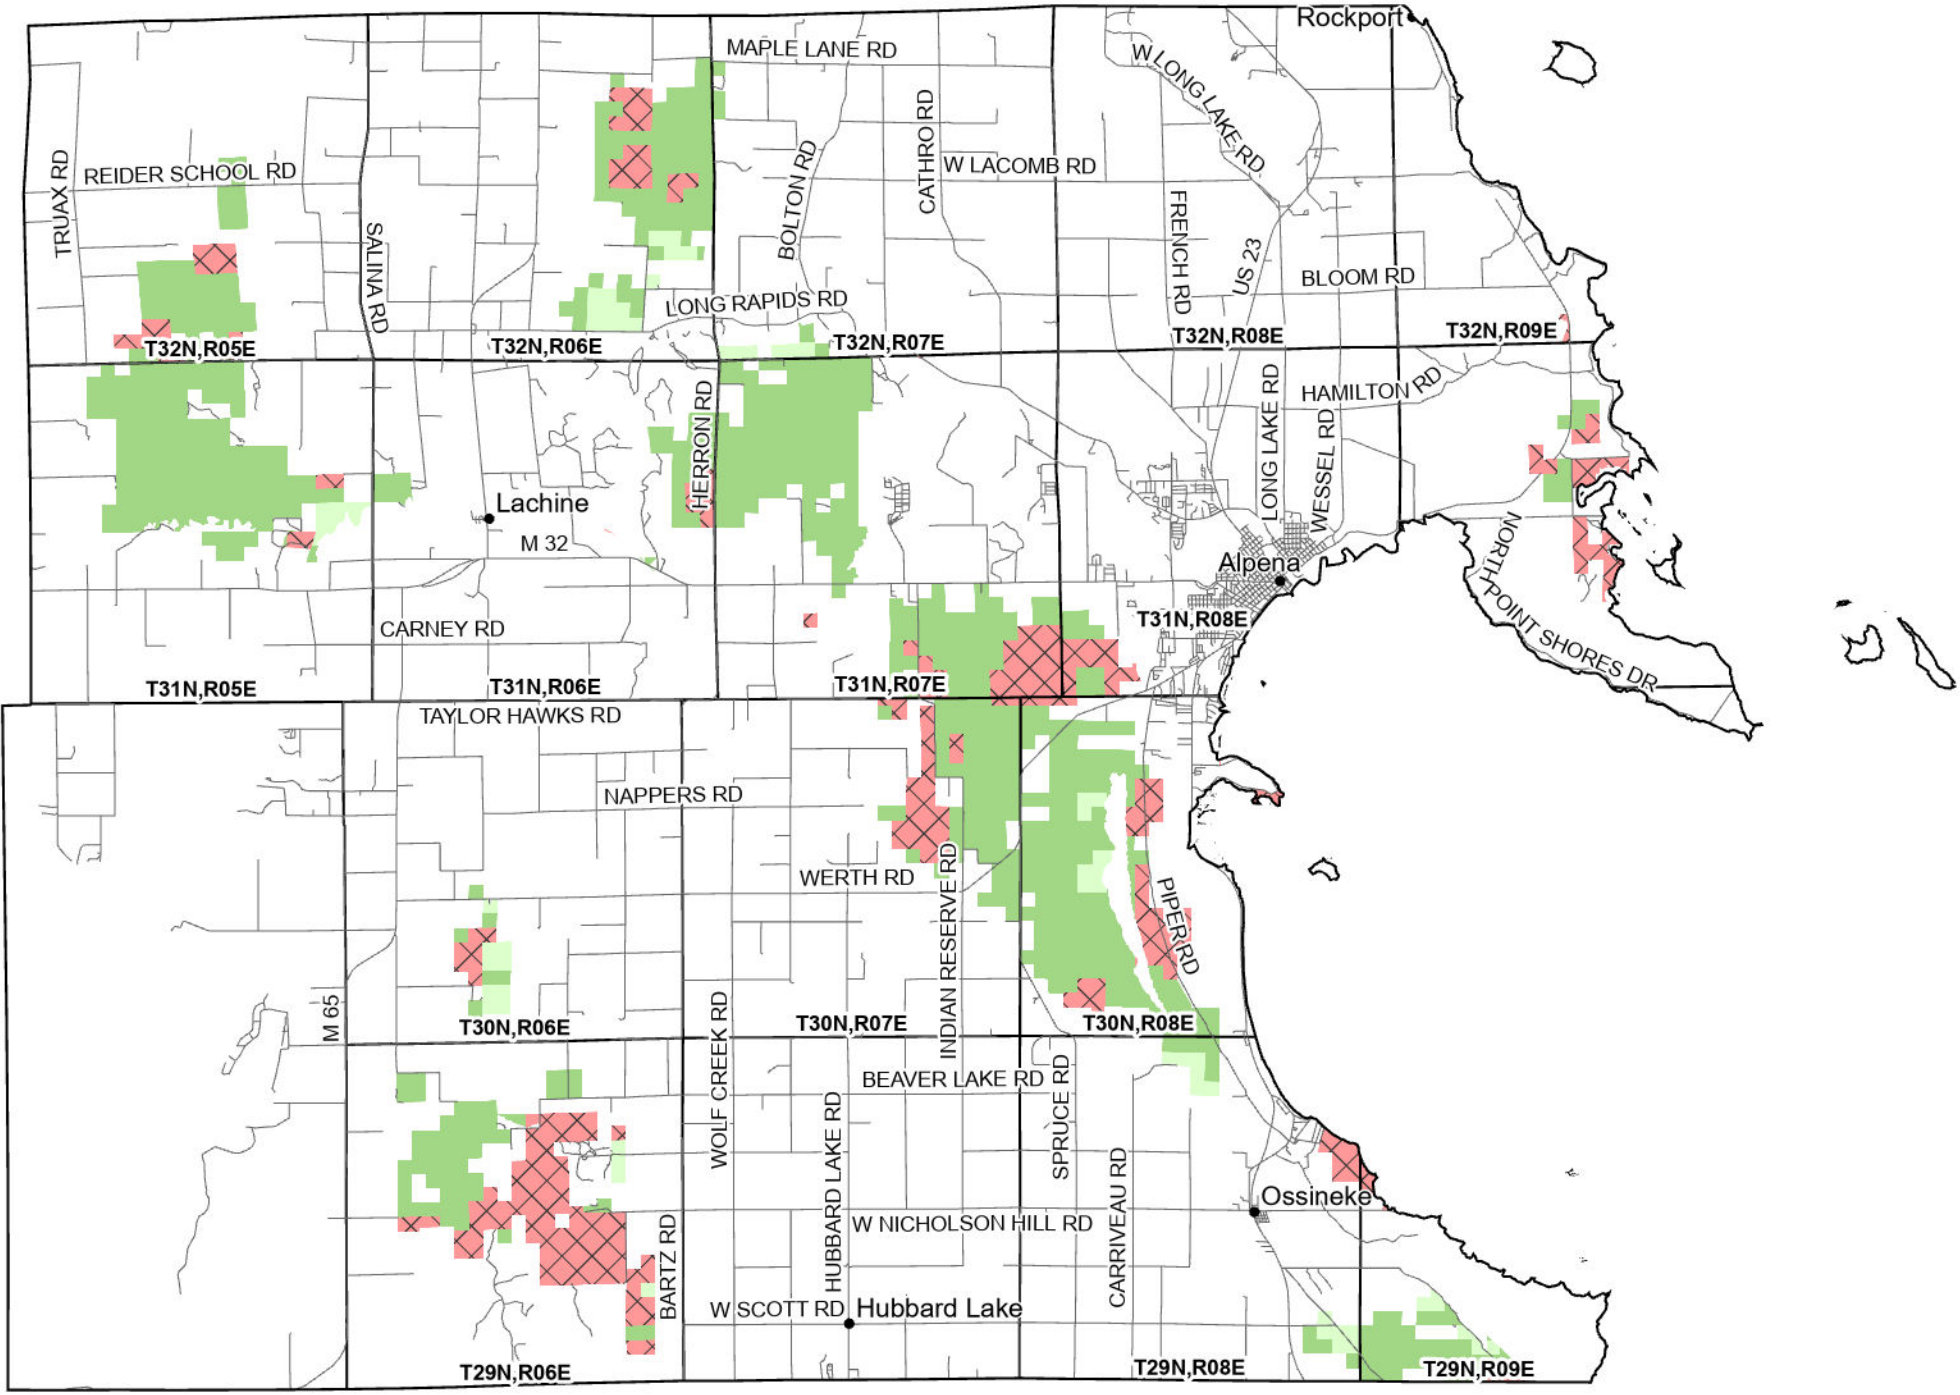 Rockport
MAPLE LANE RD
W LONG LAKE RD
TRUAX RD
REIDER SCHOOL RD
SALINA RD
BOLTON RD
CATHRO RD
W LACOMB RD
FRENCH RD
US 23
BLOOM RD
LONG RAPIDS RD
T32N,R05E
T32N,R06E
T32N,R07E
T32N,R08E
T32N,R09E
HERRON RD
LONG LAKE RD
WESSEL RD
HAMILTON RD
Lachine
M 32
Alpena
NORTH POINT SHORES DR
CARNEY RD
T31N,R05E
T31N,R06E
T31N,R07E
T31N,R08E
TAYLOR HAWKS RD
NAPPERS RD
WERTH RD
INDIAN RESERVE RD
PIPER RD
M 65
WOLF CREEK RD
T30N,R06E
T30N,R07E
T30N,R08E
BEAVER LAKE RD
SPRUCE RD
HUBBARD LAKE RD
CARRIVEAU RD
Ossineke
W NICHOLSON HILL RD
BARTZ RD
W SCOTT RD
Hubbard Lake
T29N,R06E
T29N,R08E
T29N,R09E